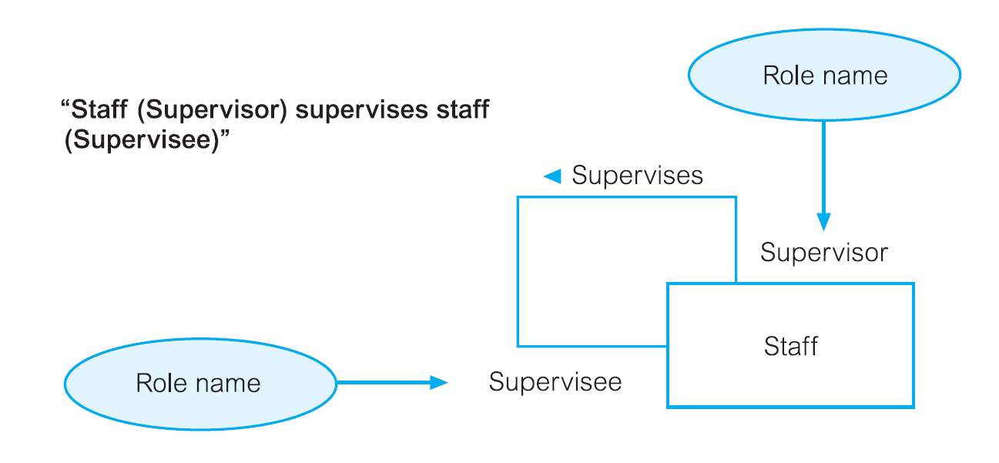 Role name
“Staff (Supervisor) supervises staff
(Supervisee)”
Supervises
Supervisor
Staff
Role name
Supervisee